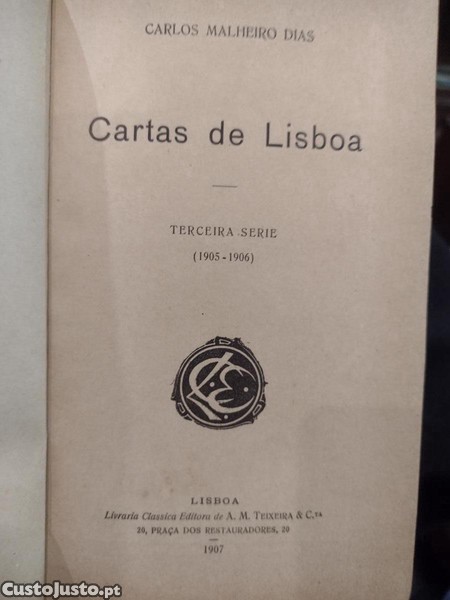 CARLOS MALHEIRO DIAS
Cartas de Lisboa
TERCEIRA SERIE
(1905-1906)
LISBOA
Livraria Classica Editora de A. M. TEIXEIRA & C.ta
20, PRAÇA DOS RESTAURADORES, 20
1907
CustoJusto.pt